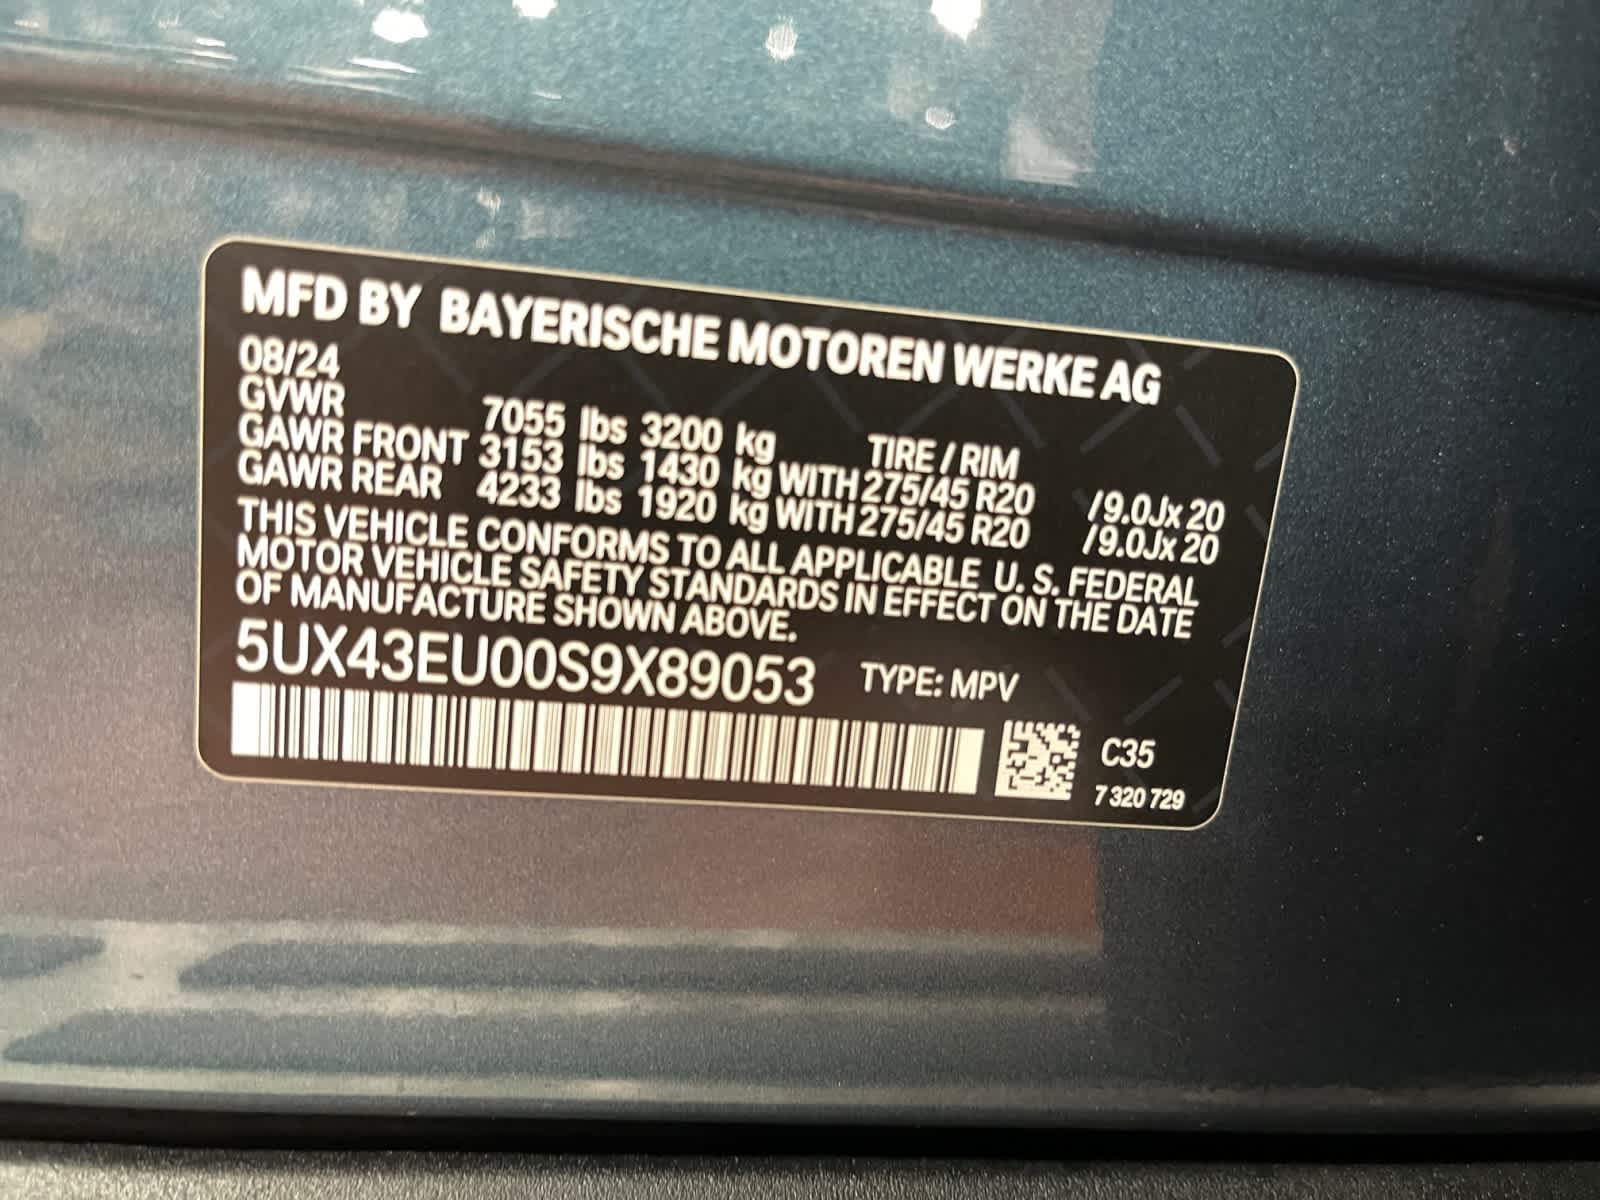 MFD BY BAYERISCHE MOTOREN WERKE AG
08/24
GVWR 7055 lbs 3200 kg TIRE / RIM
GAWR FRONT 3153 lbs 1430 kg WITH 275/45 R20 /9.0Jx 20
GAWR REAR 4233 lbs 1920 kg WITH 275/45 R20 /9.0Jx 20
THIS VEHICLE CONFORMS TO ALL APPLICABLE U. S. FEDERAL
MOTOR VEHICLE SAFETY STANDARDS IN EFFECT ON THE DATE
OF MANUFACTURE SHOWN ABOVE.
5UX43EU00S9X89053 TYPE: MPV
C35
7 320 729